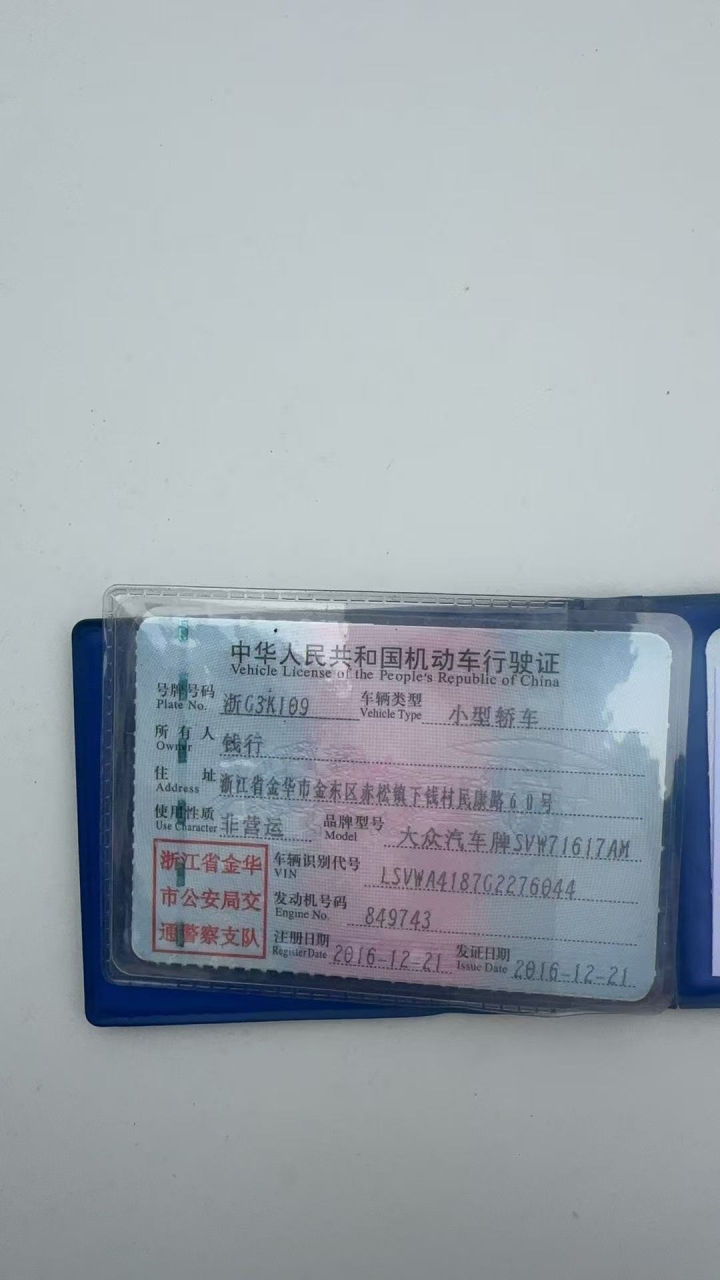 中华人民共和国机动车行驶证
Vehicle License of the People's Republic of China
号牌号码 浙G3K109 车辆类型 小型轿车
Plate No. Vehicle Type
所有人 钱行
Owner
住址 浙江省金华市金东区赤松镇下钱村民康路60号
Address
使用性质 非营运 品牌型号 大众汽车牌SVW71617AM
Use Character Model
浙江省金华
市公安局交
通警察支队
车辆识别代号 LSVWA4187G2276044
VIN
发动机号码 849743
Engine No.
注册日期 2016-12-21 发证日期 2016-12-21
Register Date Issue Date